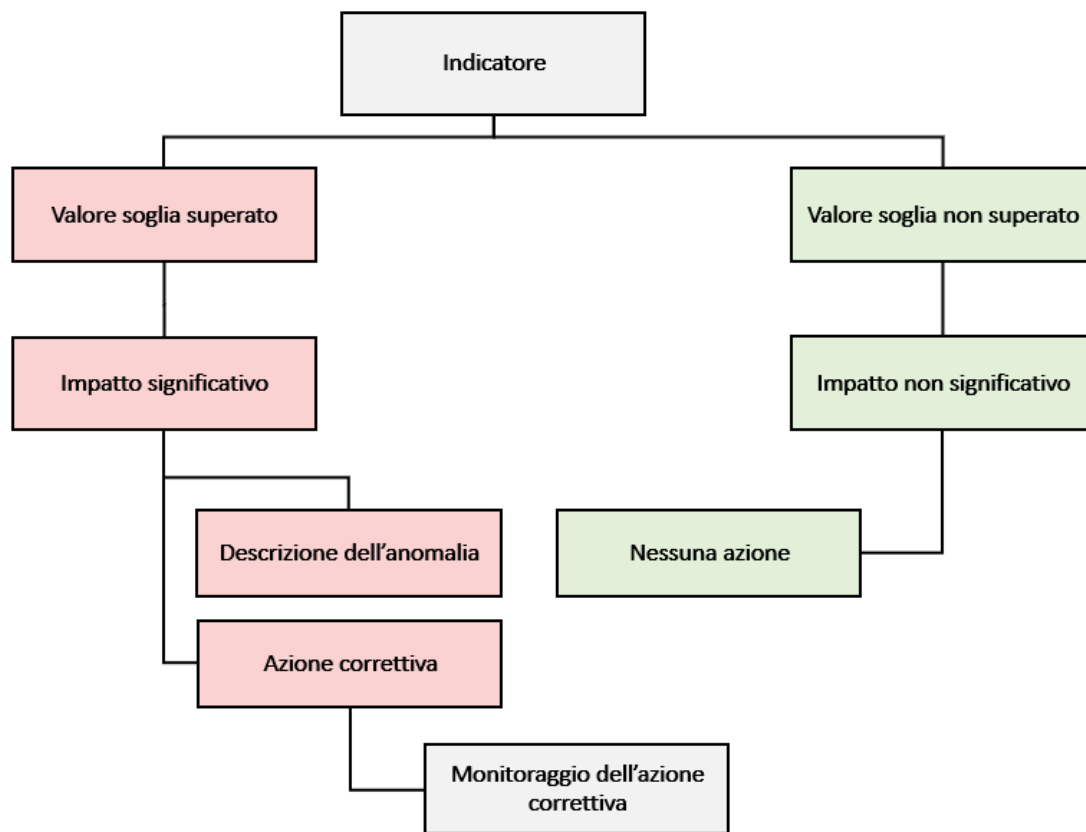 Indicatore
Valore soglia superato
Valore soglia non superato
Impatto significativo
Impatto non significativo
Descrizione dell’anomalia
Nessuna azione
Azione correttiva
Monitoraggio dell’azione
correttiva